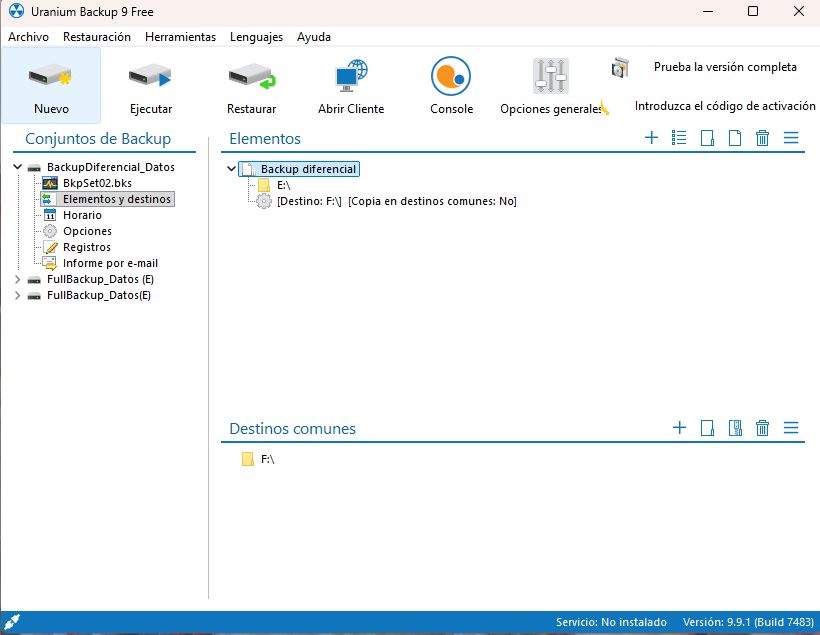 Uranium Backup 9 Free
Archivo Restauración Herramientas Lenguajes Ayuda
Nuevo
Ejecutar
Restaurar
Abrir Cliente
Console
Opciones generales
Prueba la versión completa
Introduzca el código de activación
Conjuntos de Backup
BackupDiferencial_Datos
BkpSet02.bks
Elementos y destinos
11 Horario
Opciones
Registros
Informe por e-mail
FullBackup_Datos (E)
FullBackup_Datos(E)
Elementos
Backup diferencial
E:\
[Destino: F:\] [Copia en destinos comunes: No]
Destinos comunes
F:\
Servicio: No instalado Versión: 9.9.1 (Build 7483)